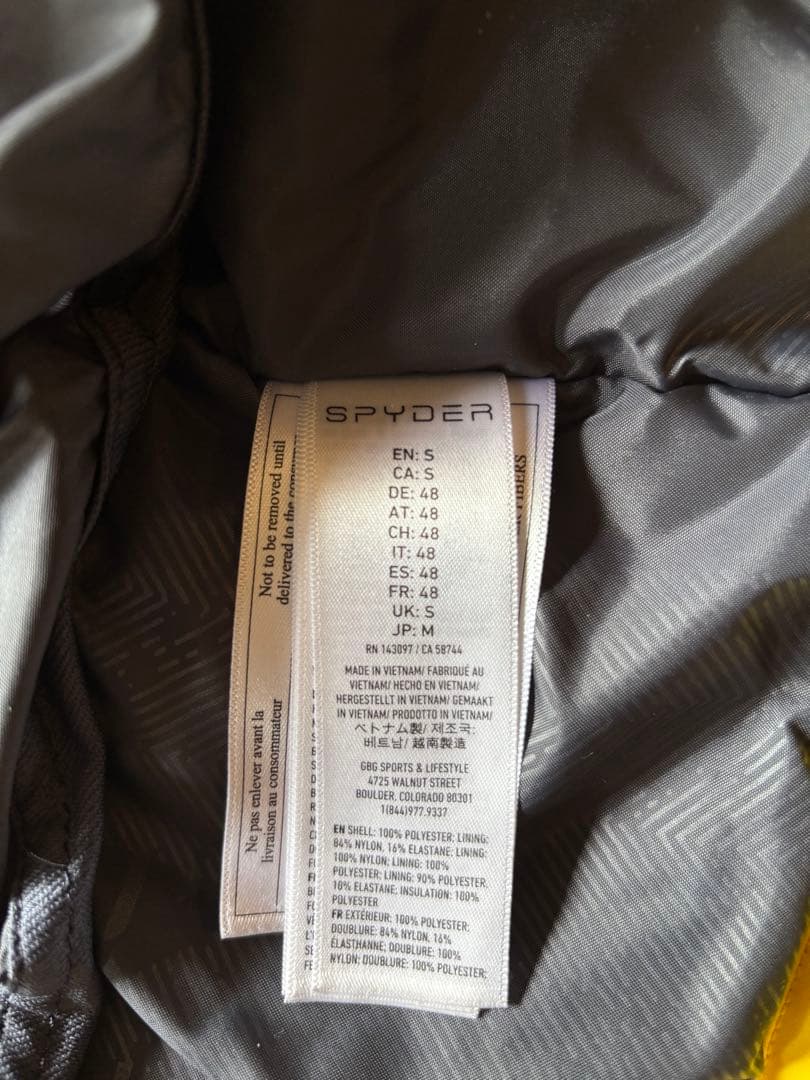 SPYDER
EN: S
CA: S
DE: 48
AT: 48
CH: 48
IT: 48
ES: 48
FR: 48
UK: S
JP: M
RN 143097 / CA 58744
MADE IN VIETNAM/ FABRIQUÉ AU
VIETNAM/ HECHO EN VIETNAM/
HERGESTELLT IN VIETNAM/ GEMAAKT
IN VIETNAM/ PRODOTTO IN VIETNAM/
ベトナム製/ 제조국:
베트남/ 越南製造
GBG SPORTS & LIFESTYLE
4725 WALNUT STREET
BOULDER, COLORADO 80301
1(844)977.9337
EN SHELL: 100% POLYESTER; LINING:
84% NYLON, 16% ELASTANE; LINING:
100% NYLON; LINING: 100%
POLYESTER; LINING: 90% POLYESTER,
10% ELASTANE; INSULATION: 100%
POLYESTER
FR EXTÉRIEUR: 100% POLYESTER;
DOUBLURE: 84% NYLON, 16%
ÉLASTHANNE; DOUBLURE: 100%
NYLON; DOUBLURE: 100% POLYESTER;
Not to be removed until
delivered to the
Ne pas enlever avant la
livraison au consommateur
FIBERS